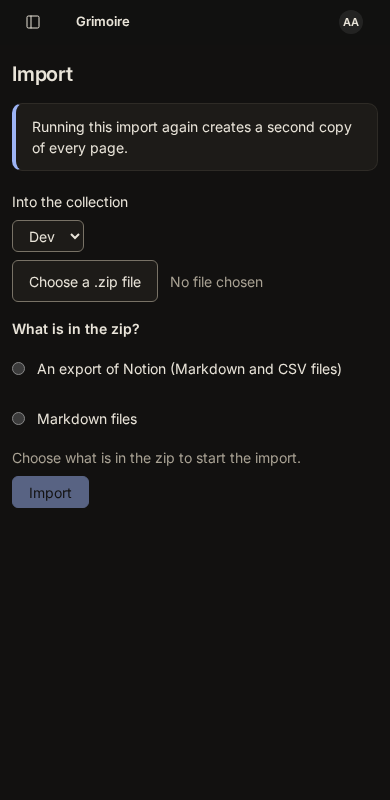 Grimoire
AA
Import
Running this import again creates a second copy
of every page.
Into the collection
Dev
Choose a .zip file
No file chosen
What is in the zip?
An export of Notion (Markdown and CSV files)
Markdown files
Choose what is in the zip to start the import.
Import